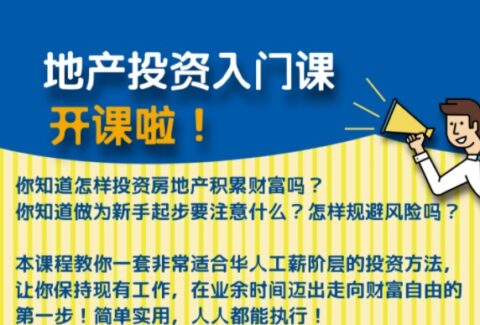 地产投资入门课
开课啦！
你知道怎样投资房地产积累财富吗？
你知道做为新手起步要注意什么？怎样规避风险吗？
本课程教你一套非常适合华人工薪阶层的投资方法，
让你保持现有工作，在业余时间迈出走向财富自由的
第一步！简单实用，人人都能执行！